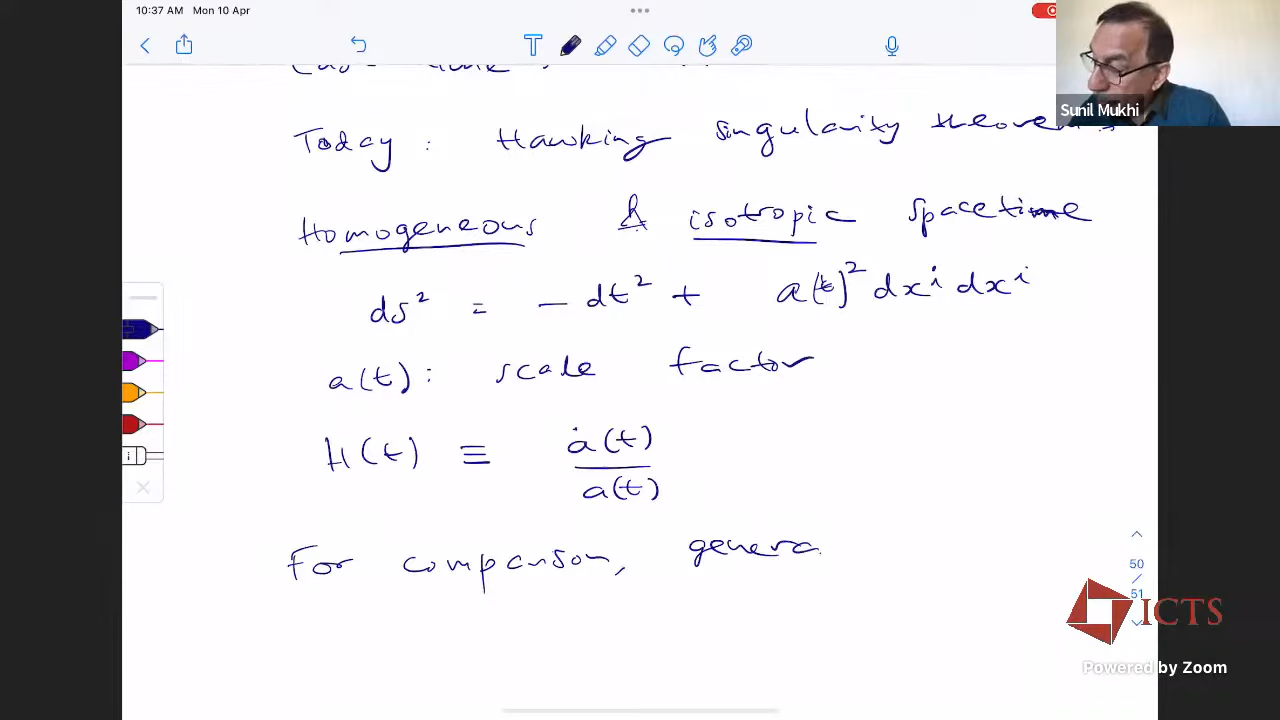 10:37 AM Mon 10 Apr
Sunil Mukhi
Today : Hawking singularity theorems
Homogeneous & isotropic spacetime
ds² = − dt² + a(t)² dxⁱ dxⁱ
a(t) : scale factor
H(t) ≡ ȧ(t)/a(t)
For comparison, genera
50
/
51
ICTS
Powered by Zoom